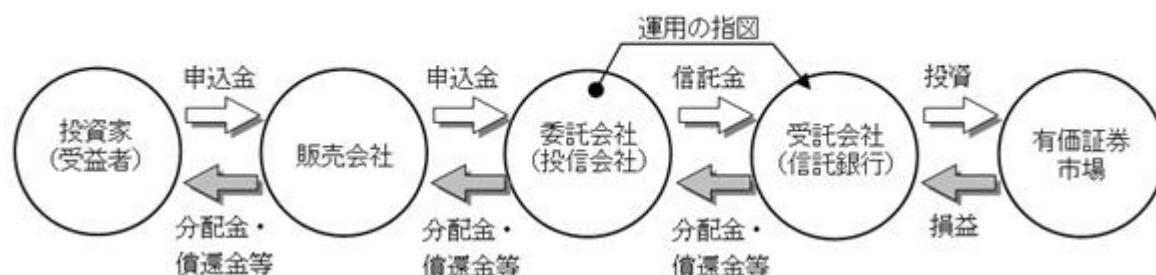 運用の指図
申込金
申込金
信託金
投資
投資家
(受益者)
販売会社
委託会社
(投信会社)
受託会社
(信託銀行)
有価証券
市場
分配金・
償還金等
分配金・
償還金等
分配金・
償還金等
損益